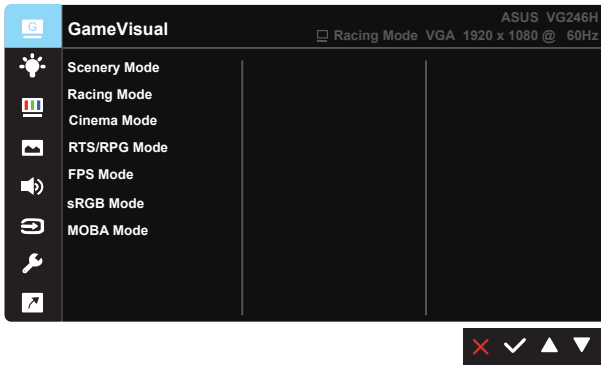 G
GameVisual
ASUS VG246H
Racing Mode VGA 1920 x 1080 @ 60Hz
Scenery Mode
Racing Mode
Cinema Mode
RTS/RPG Mode
FPS Mode
sRGB Mode
MOBA Mode